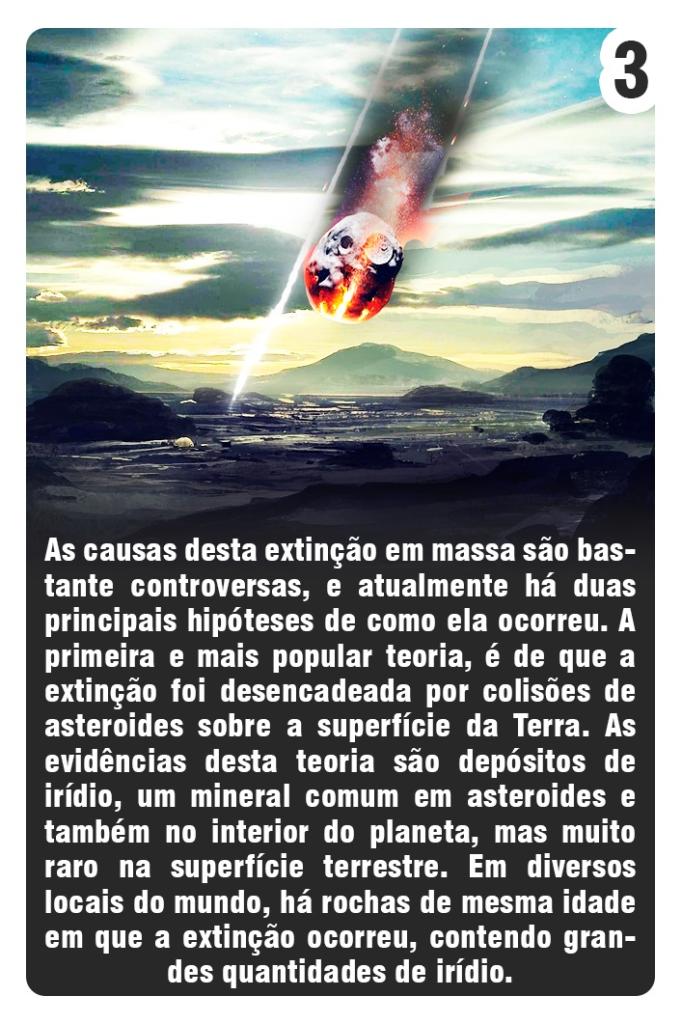 3
As causas desta extinção em massa são bas-
tante controversas, e atualmente há duas
principais hipóteses de como ela ocorreu. A
primeira e mais popular teoria, é de que a
extinção foi desencadeada por colisões de
asteroides sobre a superfície da Terra. As
evidências desta teoria são depósitos de
irídio, um mineral comum em asteroides e
também no interior do planeta, mas muito
raro na superfície terrestre. Em diversos
locais do mundo, há rochas de mesma idade
em que a extinção ocorreu, contendo gran-
des quantidades de irídio.